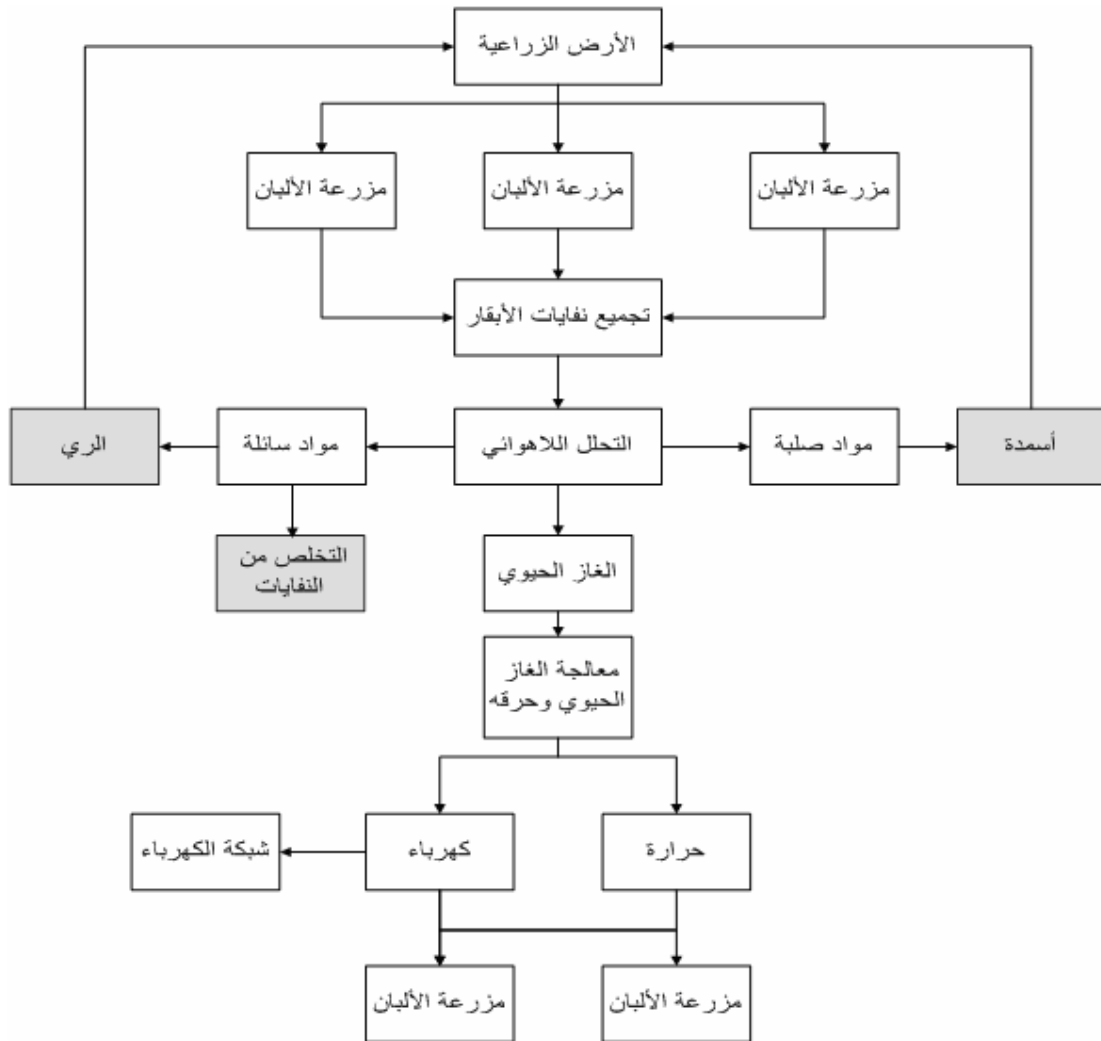 الأرض الزراعية
مزرعة الألبان
مزرعة الألبان
مزرعة الألبان
تجميع نفايات الأبقار
أسمدة
مواد صلبة
التحلل اللاهوائي
مواد سائلة
الري
التخلص من
النفايات
الغاز الحيوي
معالجة الغاز
الحيوي وحرقه
حرارة
كهرباء
شبكة الكهرباء
مزرعة الألبان
مزرعة الألبان